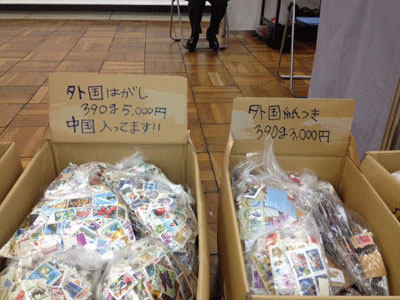 外国はがし
390g 5,000円
中国入ってます!!
外国紙つき
390g 3,000円